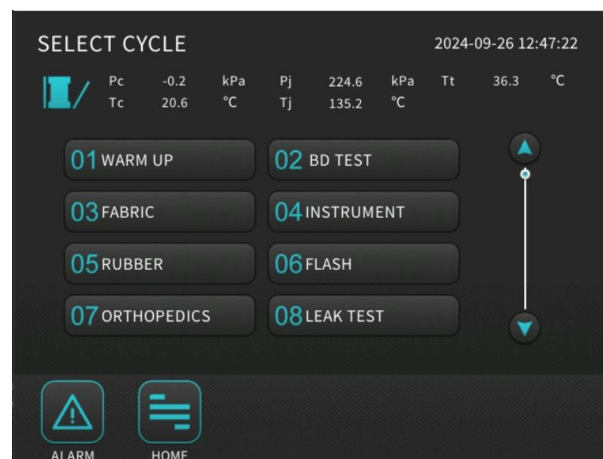 SELECT CYCLE 2024-09-26 12:47:22
Pc -0.2 kPa Pj 224.6 kPa Tt 36.3 °C
Tc 20.6 °C Tj 135.2 °C
01 WARM UP 02 BD TEST
03 FABRIC 04 INSTRUMENT
05 RUBBER 06 FLASH
07 ORTHOPEDICS 08 LEAK TEST
ALARM HOME